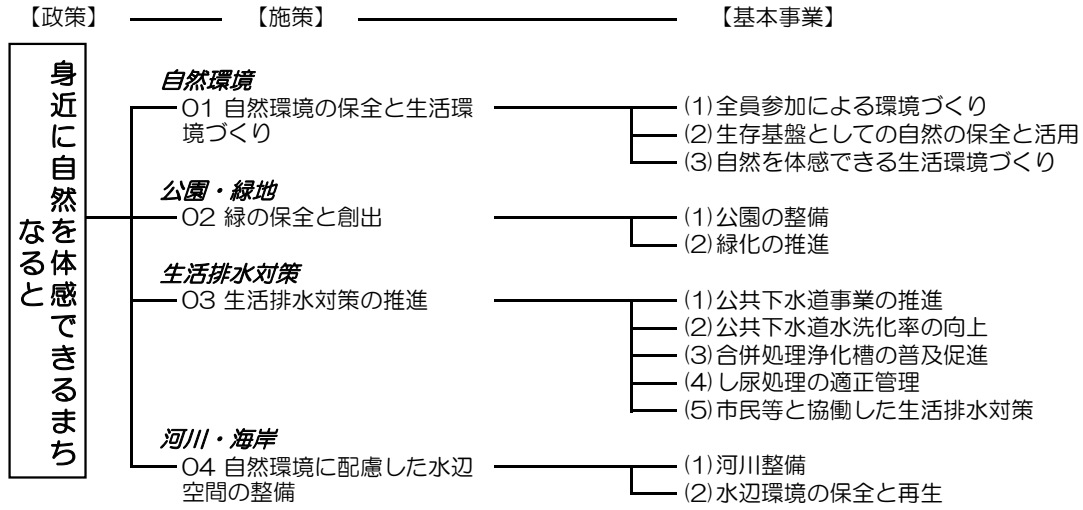 【政策】 【施策】 【基本事業】
身近に自然を体感できるまち
なると
自然環境
01 自然環境の保全と生活環
境づくり
(1)全員参加による環境づくり
(2)生存基盤としての自然の保全と活用
(3)自然を体感できる生活環境づくり
公園・緑地
02 緑の保全と創出
(1)公園の整備
(2)緑化の推進
生活排水対策
03 生活排水対策の推進
(1)公共下水道事業の推進
(2)公共下水道水洗化率の向上
(3)合併処理浄化槽の普及促進
(4)し尿処理の適正管理
(5)市民等と協働した生活排水対策
河川・海岸
04 自然環境に配慮した水辺
空間の整備
(1)河川整備
(2)水辺環境の保全と再生